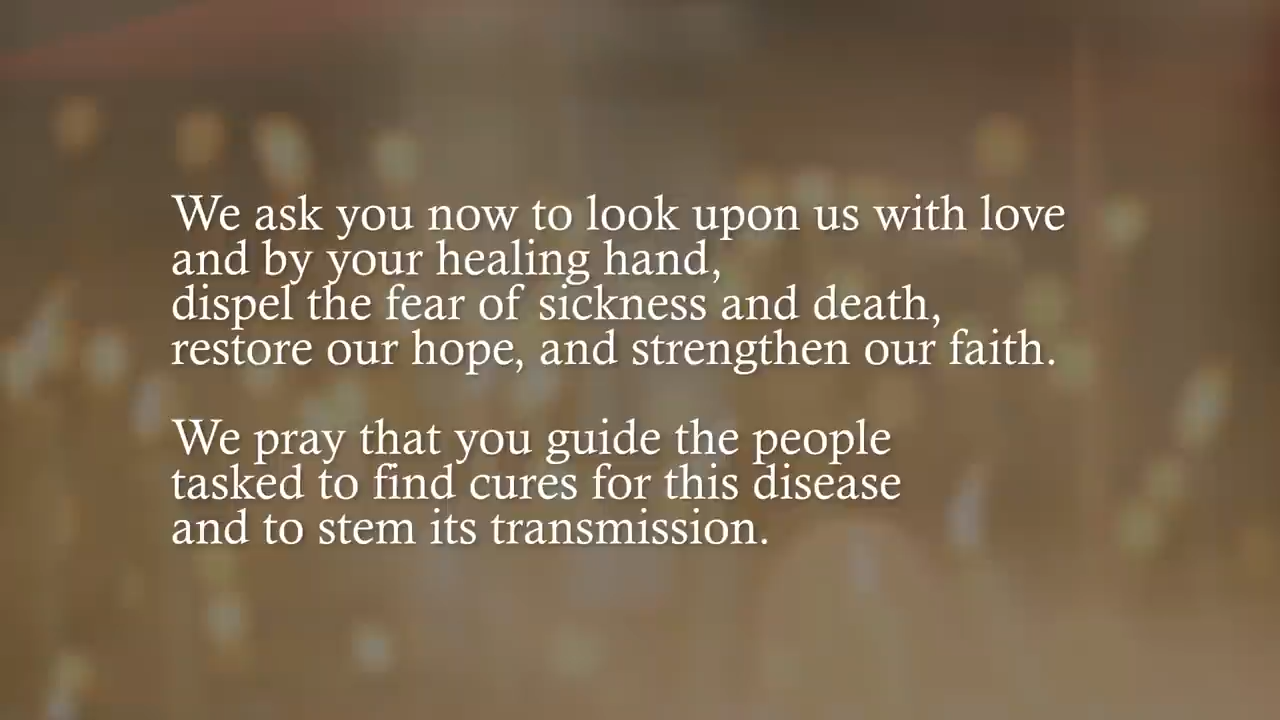 We ask you now to look upon us with love
and by your healing hand,
dispel the fear of sickness and death,
restore our hope, and strengthen our faith.
We pray that you guide the people
tasked to find cures for this disease
and to stem its transmission.